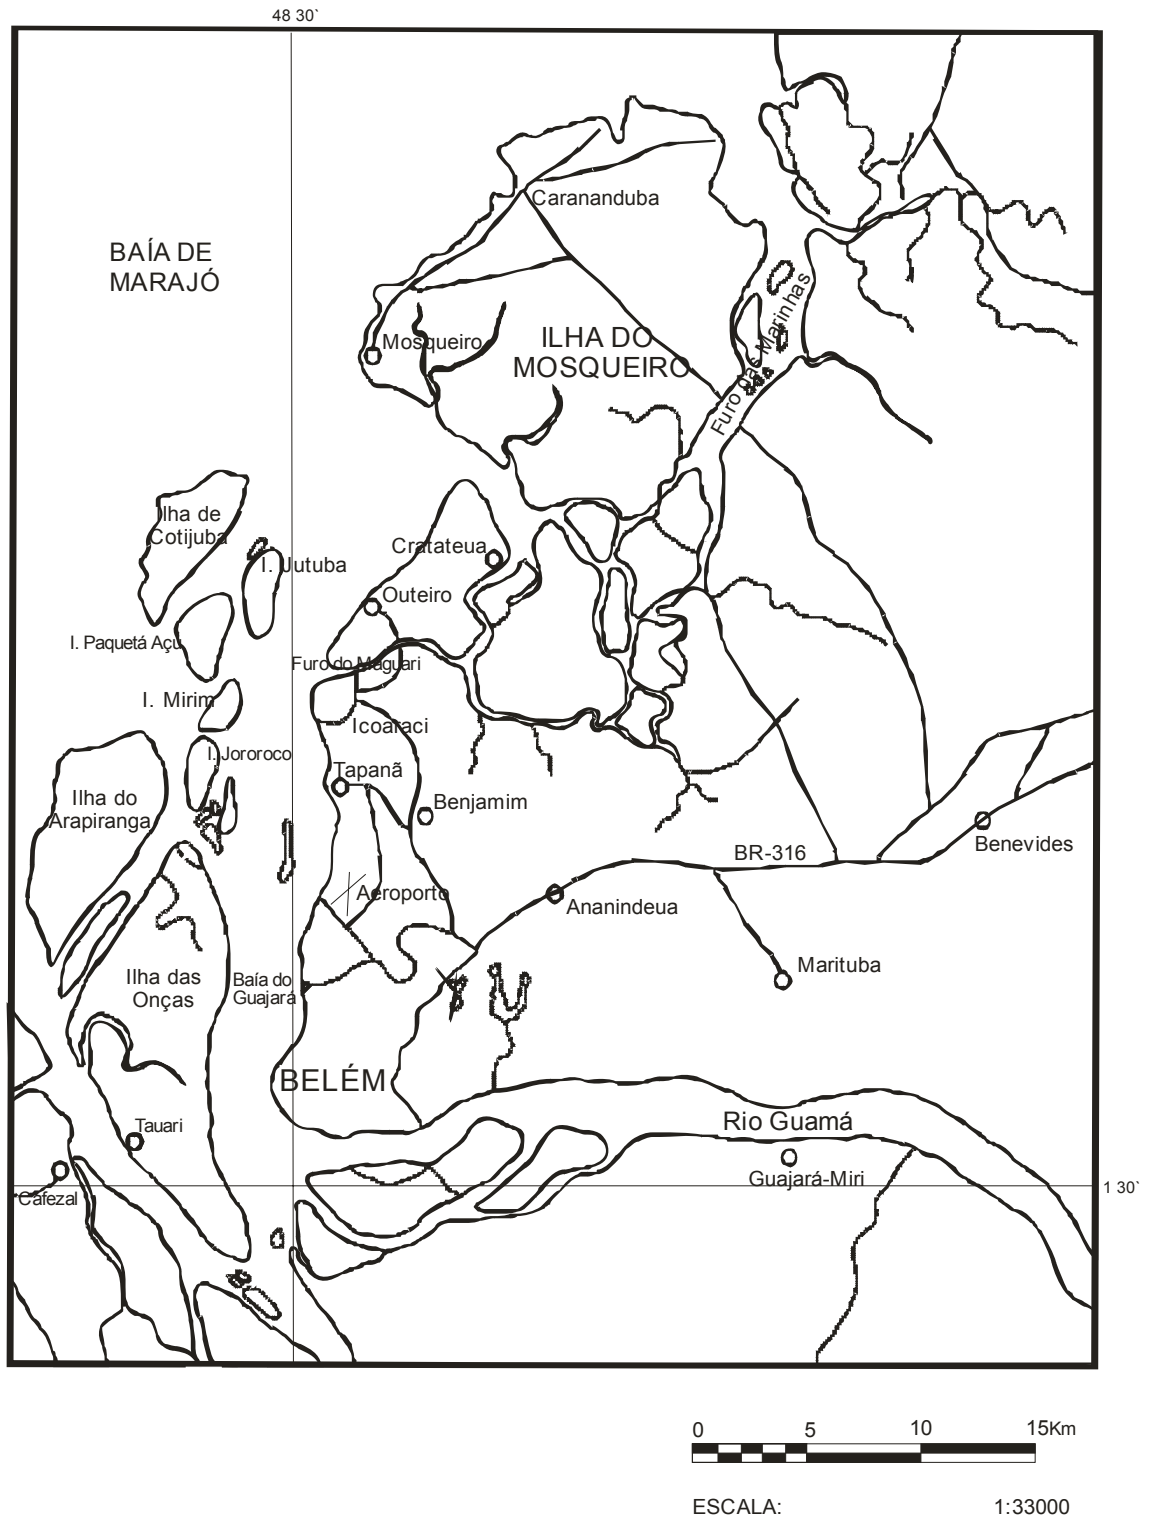 48 30`
Carananduba
BAÍA DE
MARAJÓ
Furo das Marinhas
Mosqueiro
ILHA DO
MOSQUEIRO
Ilha de
Cotijuba
Cratateua
I. Jutuba
Outeiro
I. Paquetá Açu
Furo do Maguari
I. Mirim
Icoaraci
I. Jororoco
Tapanã
Ilha do
Arapiranga
Benjamim
BR-316
Benevides
Aeroporto
Ananindeua
Marituba
Ilha das
Onças
Baía do
Guajará
BELÉM
Tauari
Rio Guamá
Guajará-Miri
Cafezal
1 30`
0 5 10 15Km
ESCALA: 1:33000